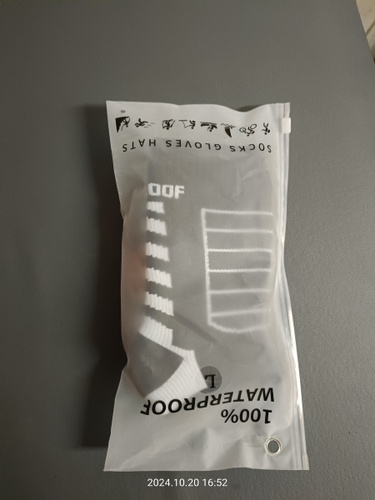 SOCKS GLOVES HATS
OOF
L
100%
WATERPROOF
2024.10.20 16:52